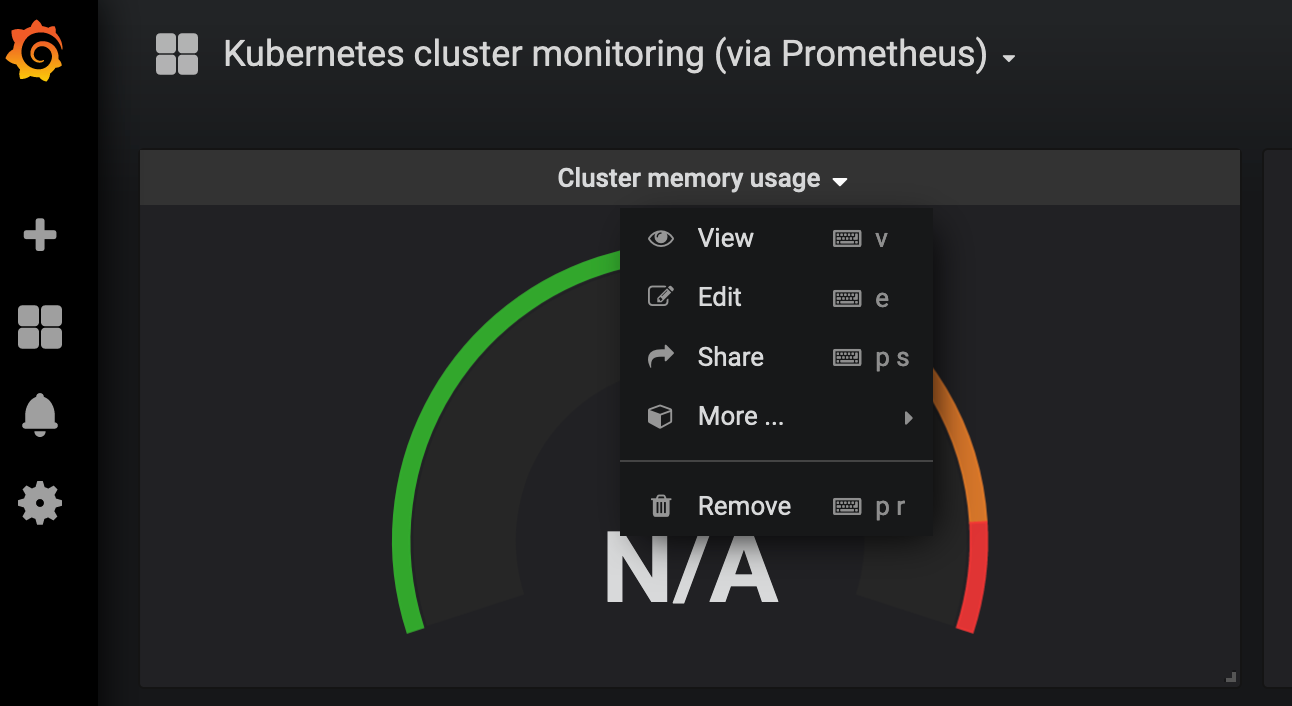 Kubernetes cluster monitoring (via Prometheus)
Cluster memory usage
View v
Edit e
Share p s
More ...
Remove p r
N/A